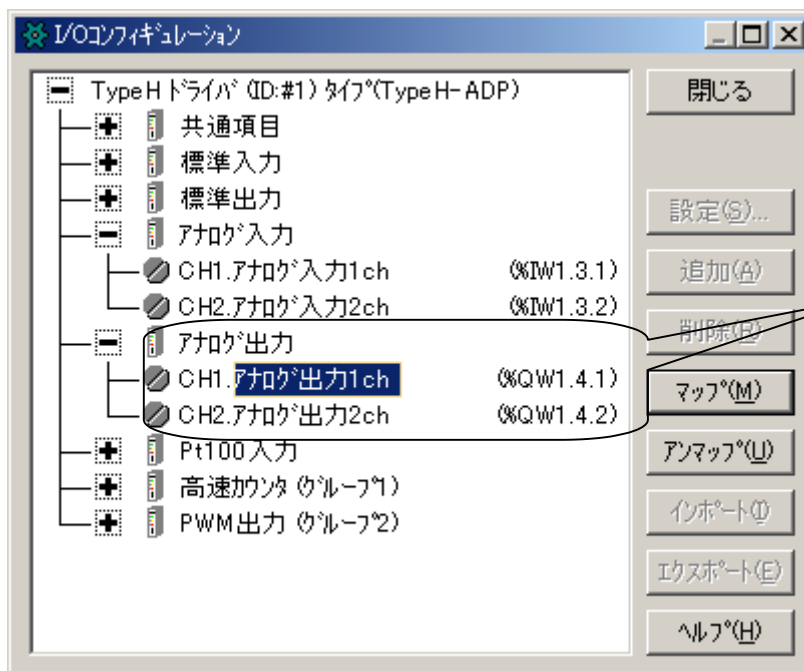 I/Oコンフィギュレーション
TypeH ドライバ (ID:#1) タイプ(TypeH-ADP)
共通項目
標準入力
標準出力
アナログ入力
CH1.アナログ入力1ch (%IW1.3.1)
CH2.アナログ入力2ch (%IW1.3.2)
アナログ出力
CH1.アナログ出力1ch (%QW1.4.1)
CH2.アナログ出力2ch (%QW1.4.2)
Pt100入力
高速カウンタ (グループ1)
PWM出力 (グループ2)
閉じる
設定(S)...
追加(A)
削除(R)
マップ(M)
アンマップ(U)
インポート(I)
エクスポート(E)
ヘルプ(H)